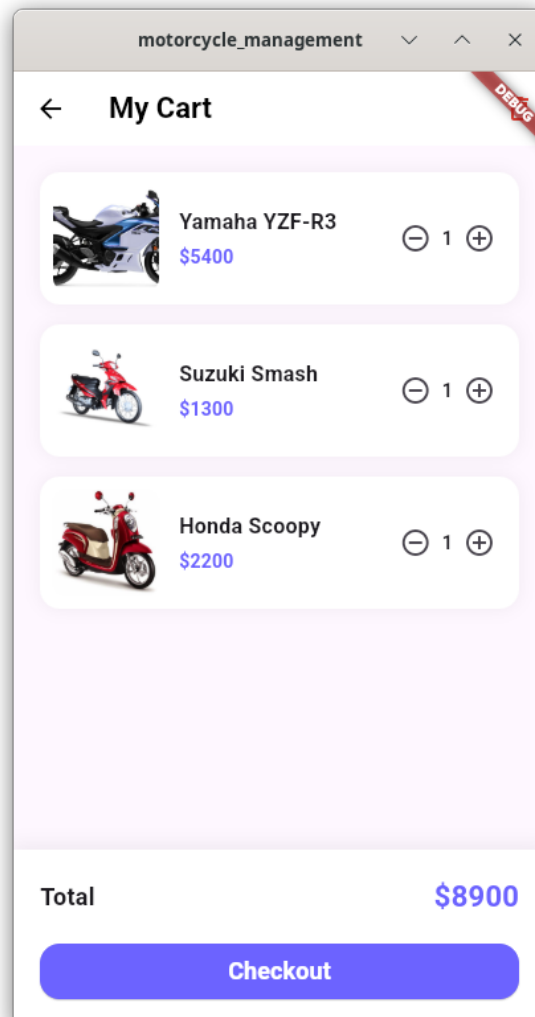 motorcycle_management
My Cart
DEBUG
Yamaha YZF-R3
$5400
1
Suzuki Smash
$1300
1
Honda Scoopy
$2200
1
Total
$8900
Checkout